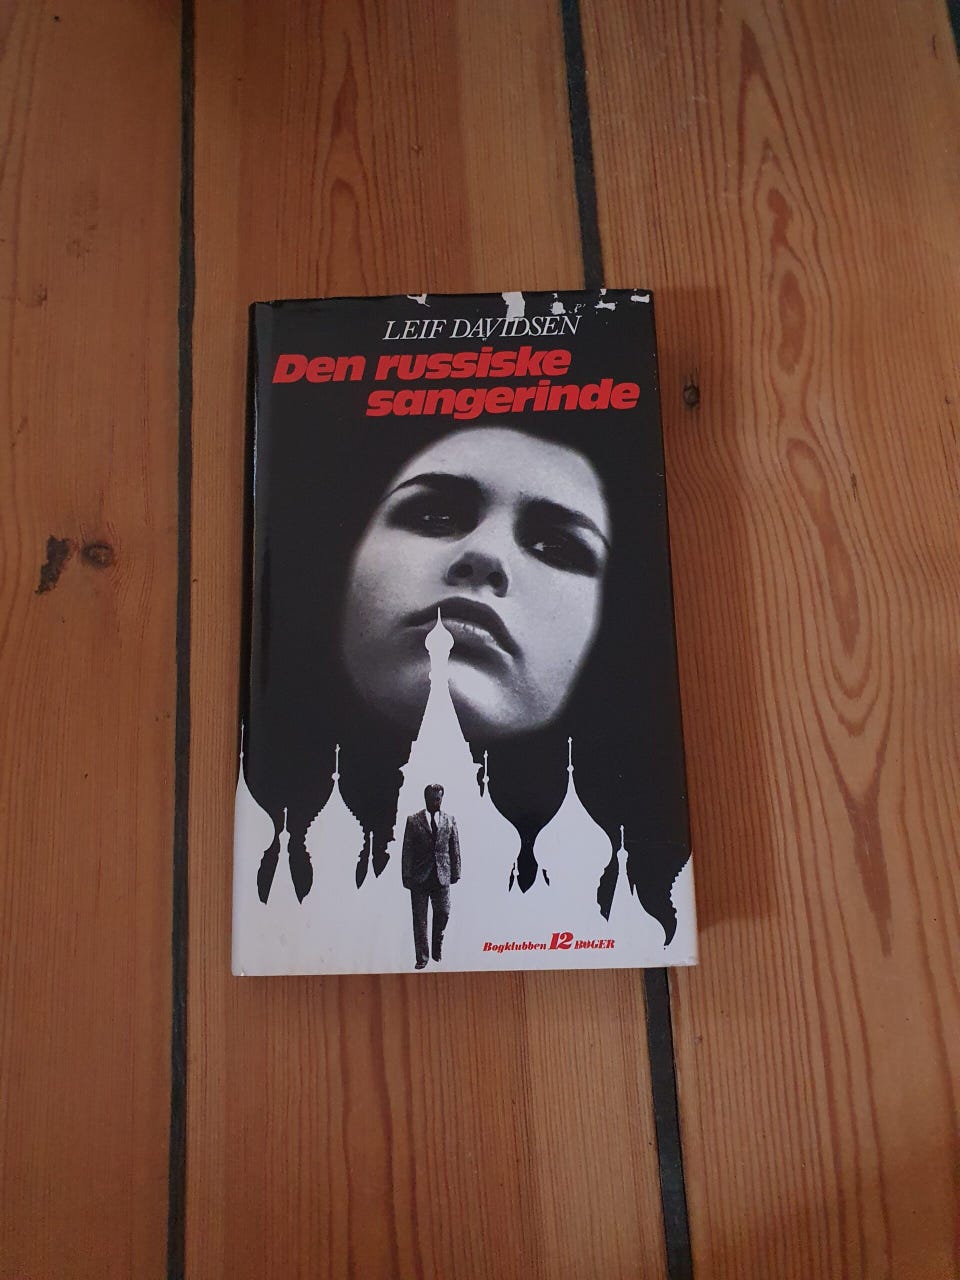 LEIF DAVIDSEN
Den russiske
sangerinde
Bogklubben 12 BØGER